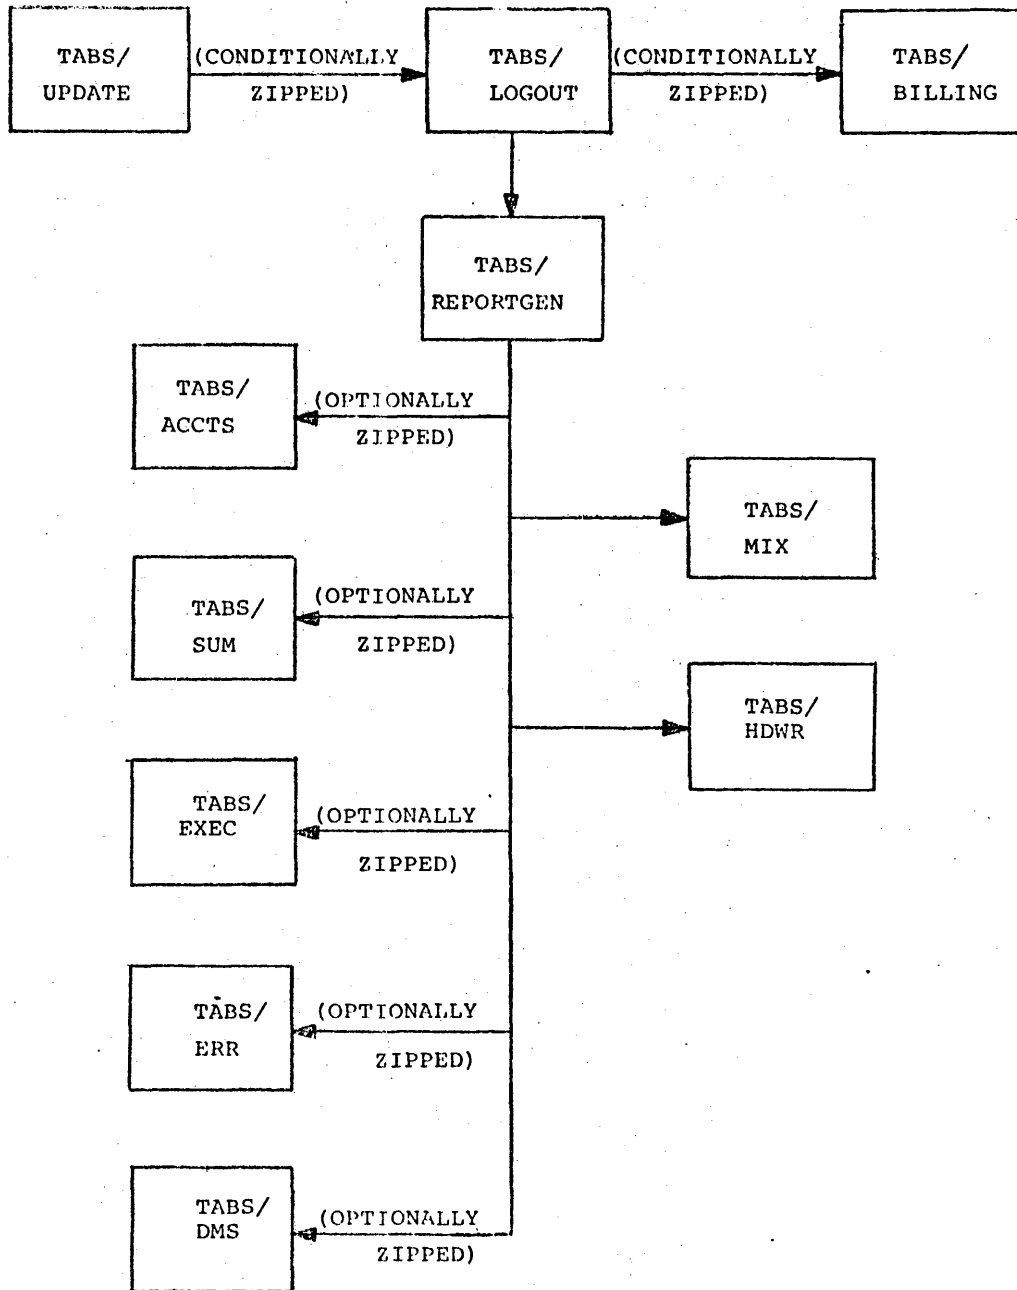 TABS/
UPDATE
(CONDITIONALLY
ZIPPED)
TABS/
LOGOUT
(CONDITIONALLY
ZIPPED)
TABS/
BILLING
TABS/
REPORTGEN
TABS/
ACCTS
(OPTIONALLY
ZIPPED)
TABS/
MIX
TABS/
SUM
(OPTIONALLY
ZIPPED)
TABS/
HDWR
TABS/
EXEC
(OPTIONALLY
ZIPPED)
TABS/
ERR
(OPTIONALLY
ZIPPED)
TABS/
DMS
(OPTIONALLY
ZIPPED)